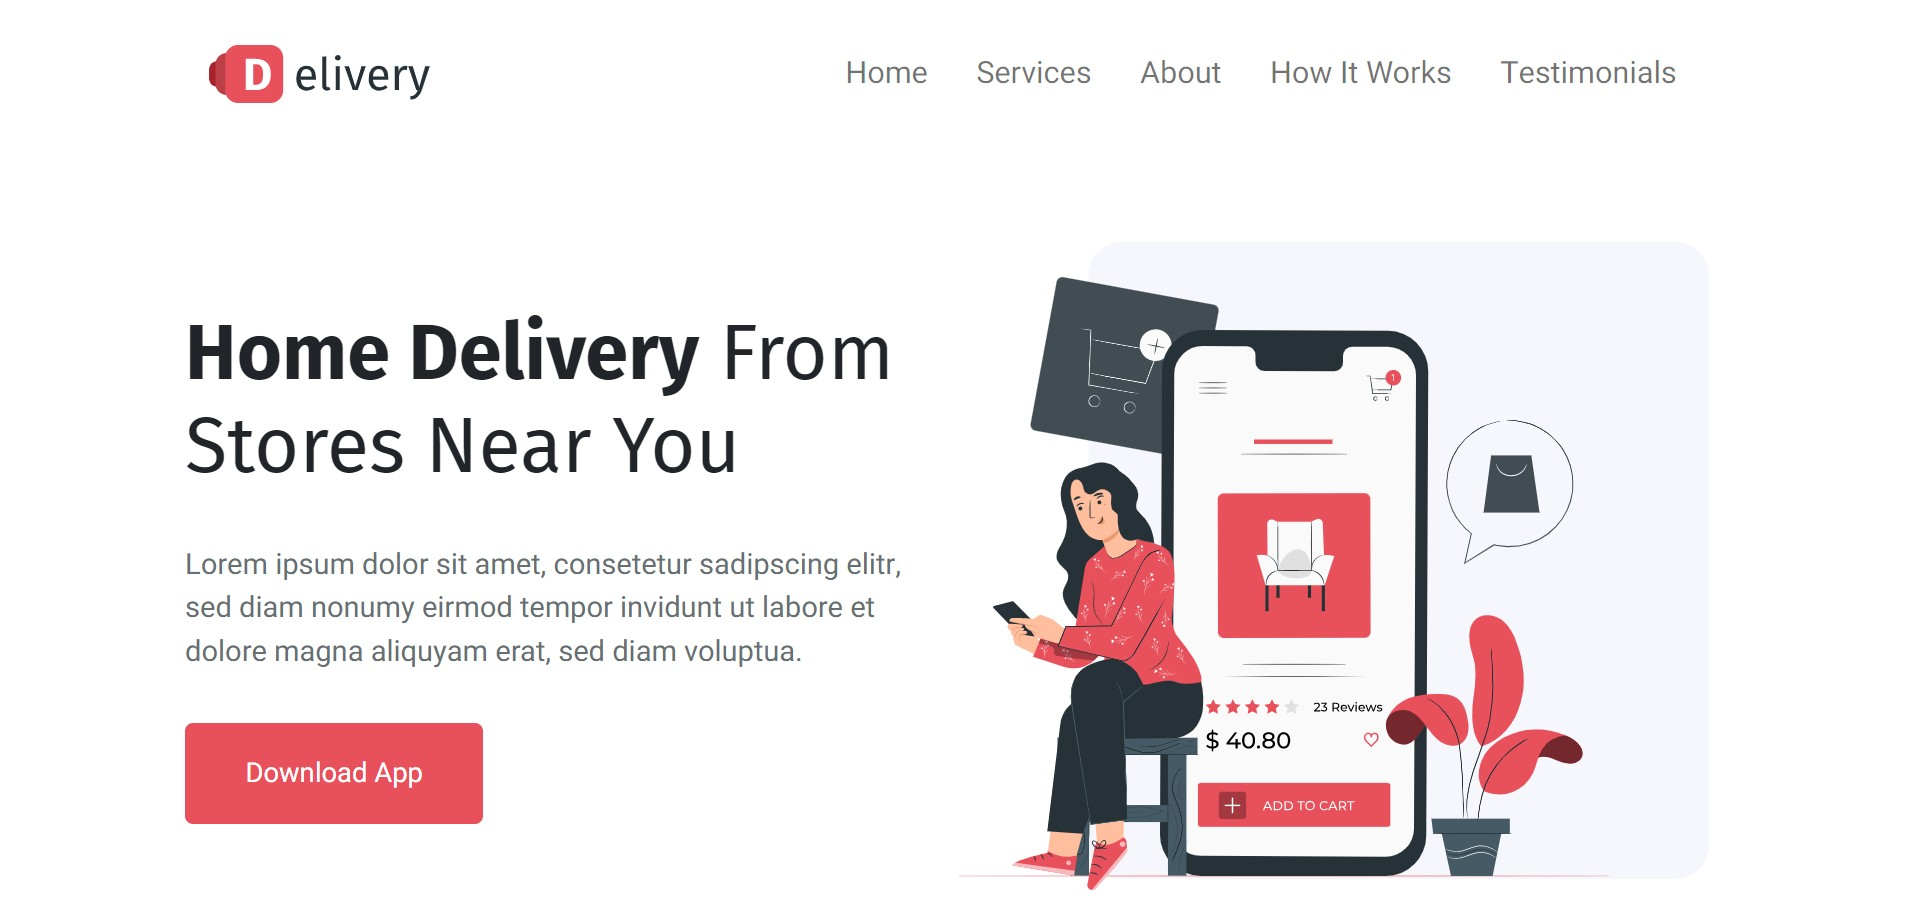 Delivery
Home Services About How It Works Testimonials
Home Delivery From
Stores Near You
Lorem ipsum dolor sit amet, consetetur sadipscing elitr,
sed diam nonumy eirmod tempor invidunt ut labore et
dolore magna aliquyam erat, sed diam voluptua.
Download App
1
23 Reviews
$ 40.80
ADD TO CART